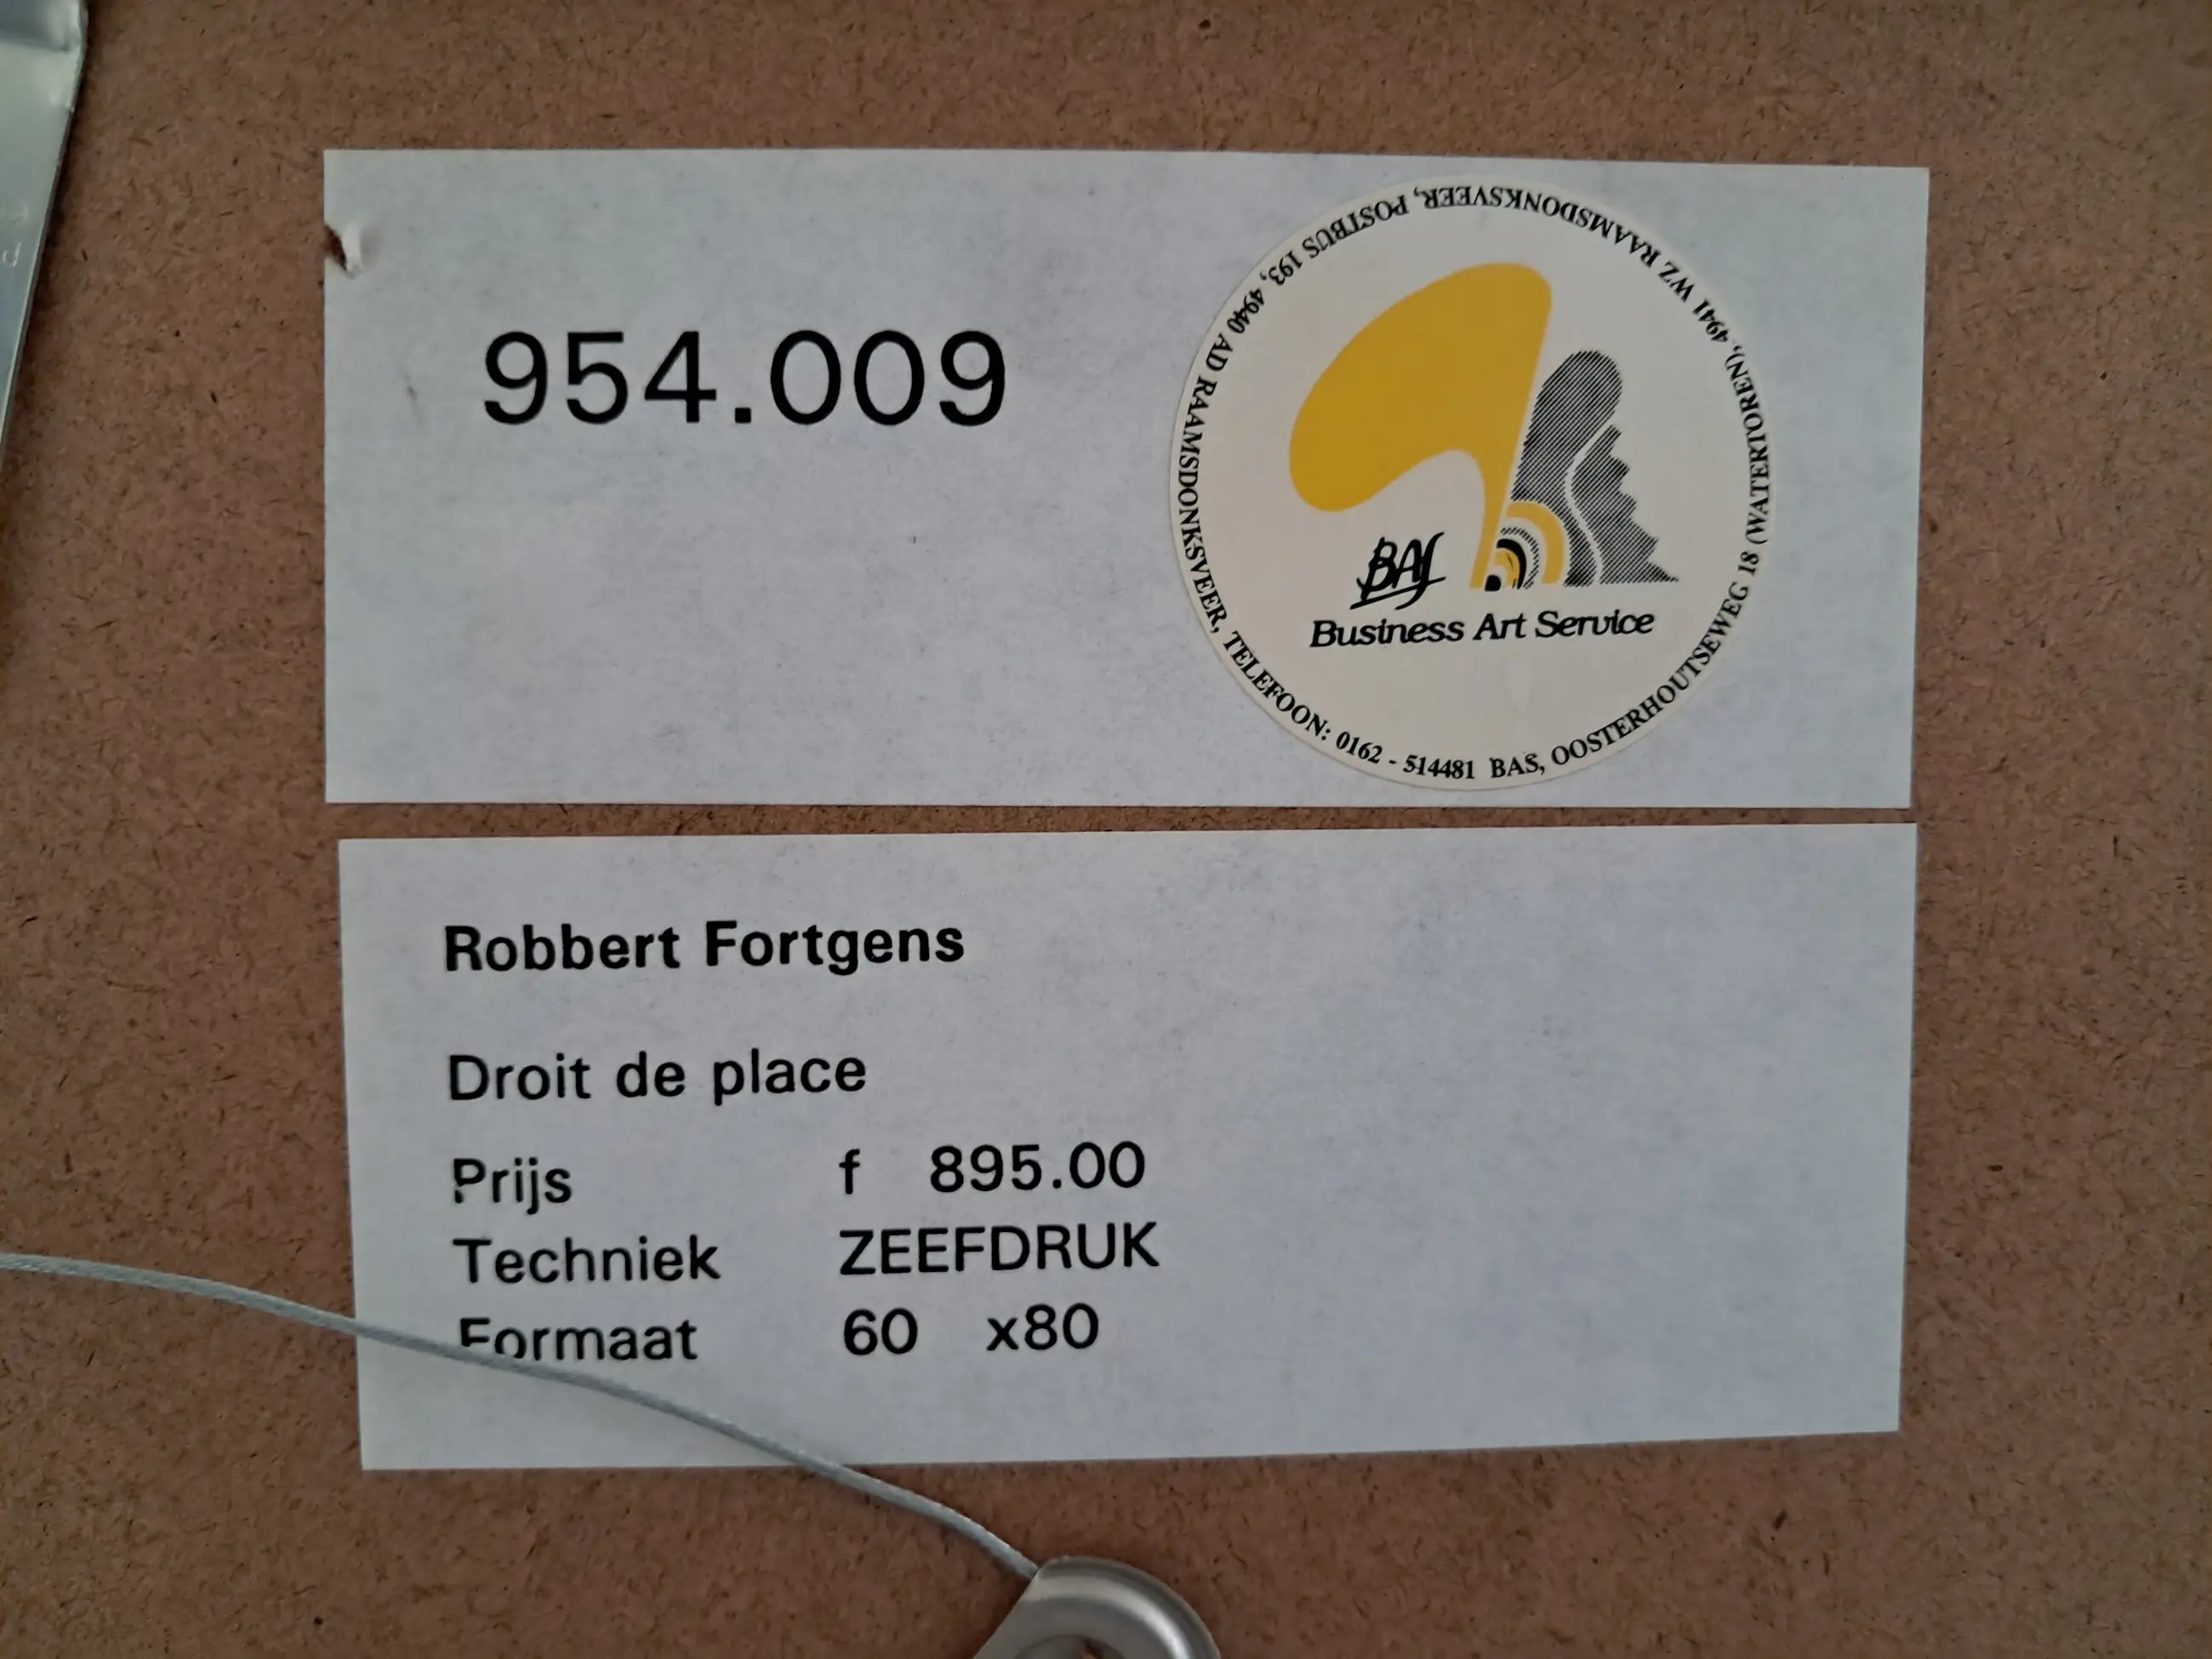 954.009
BAS
Business Art Service
BAS, OOSTERHOUTSEWEG 18 (WATERTOREN), 4941 WZ RAAMSDONKSVEER, POSTBUS 193, 4940 AD RAAMSDONKSVEER, TELEFOON: 0162 - 514481
Robbert Fortgens
Droit de place
Prijs f 895.00
Techniek ZEEFDRUK
Formaat 60 x80